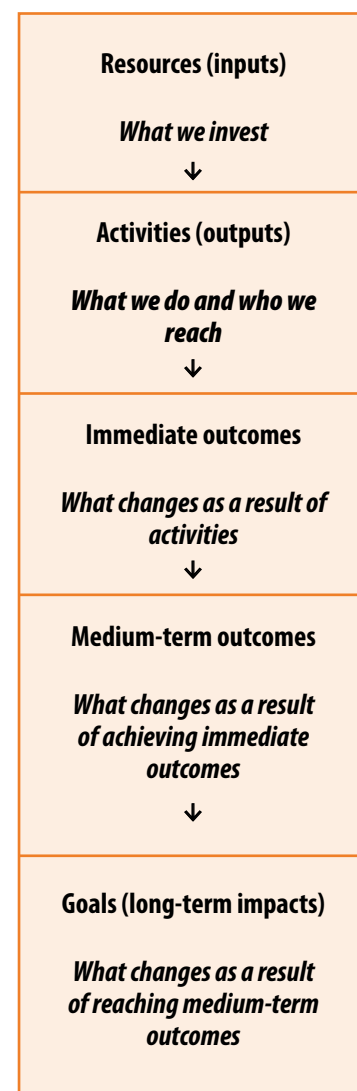 Resources (inputs)
What we invest
↓
Activities (outputs)
What we do and who we
reach
↓
Immediate outcomes
What changes as a result of
activities
↓
Medium-term outcomes
What changes as a result
of achieving immediate
outcomes
↓
Goals (long-term impacts)
What changes as a result
of reaching medium-term
outcomes